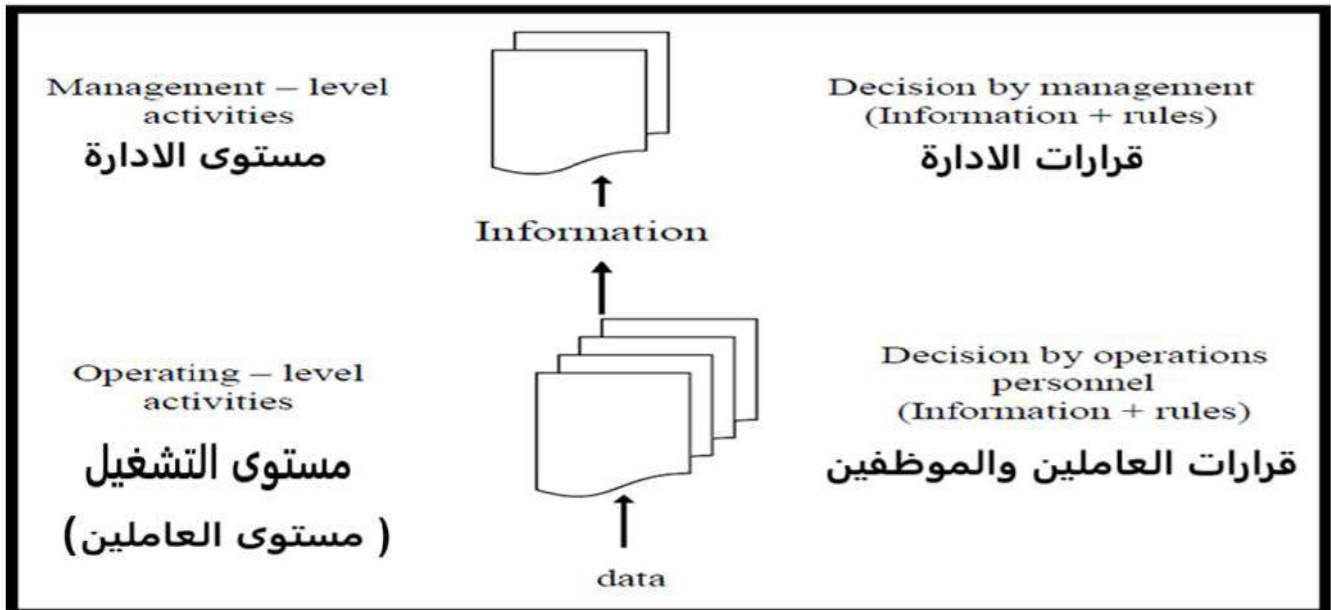 Management – level
activities
مستوى الادارة
Decision by management
(Information + rules)
قرارات الادارة
Information
Operating – level
activities
مستوى التشغيل
( مستوى العاملين)
Decision by operations
personnel
(Information + rules)
قرارات العاملين والموظفين
data